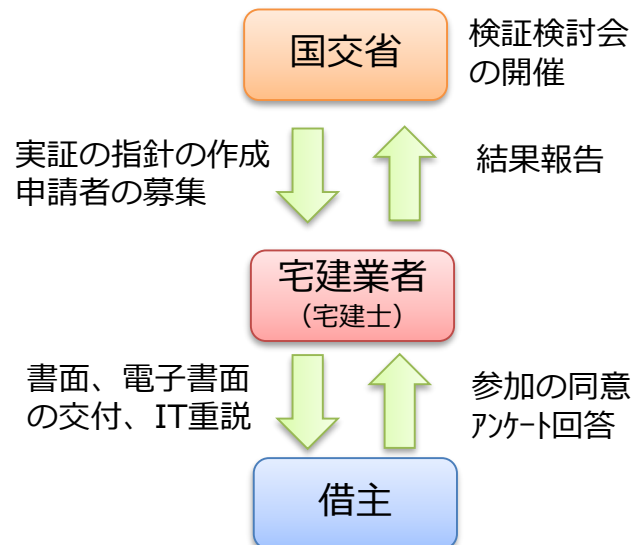 国交省
検証検討会
の開催
実証の指針の作成
申請者の募集
結果報告
宅建業者
（宅建士）
書面、電子書面
の交付、IT重説
参加の同意
ｱﾝｹｰﾄ回答
借主